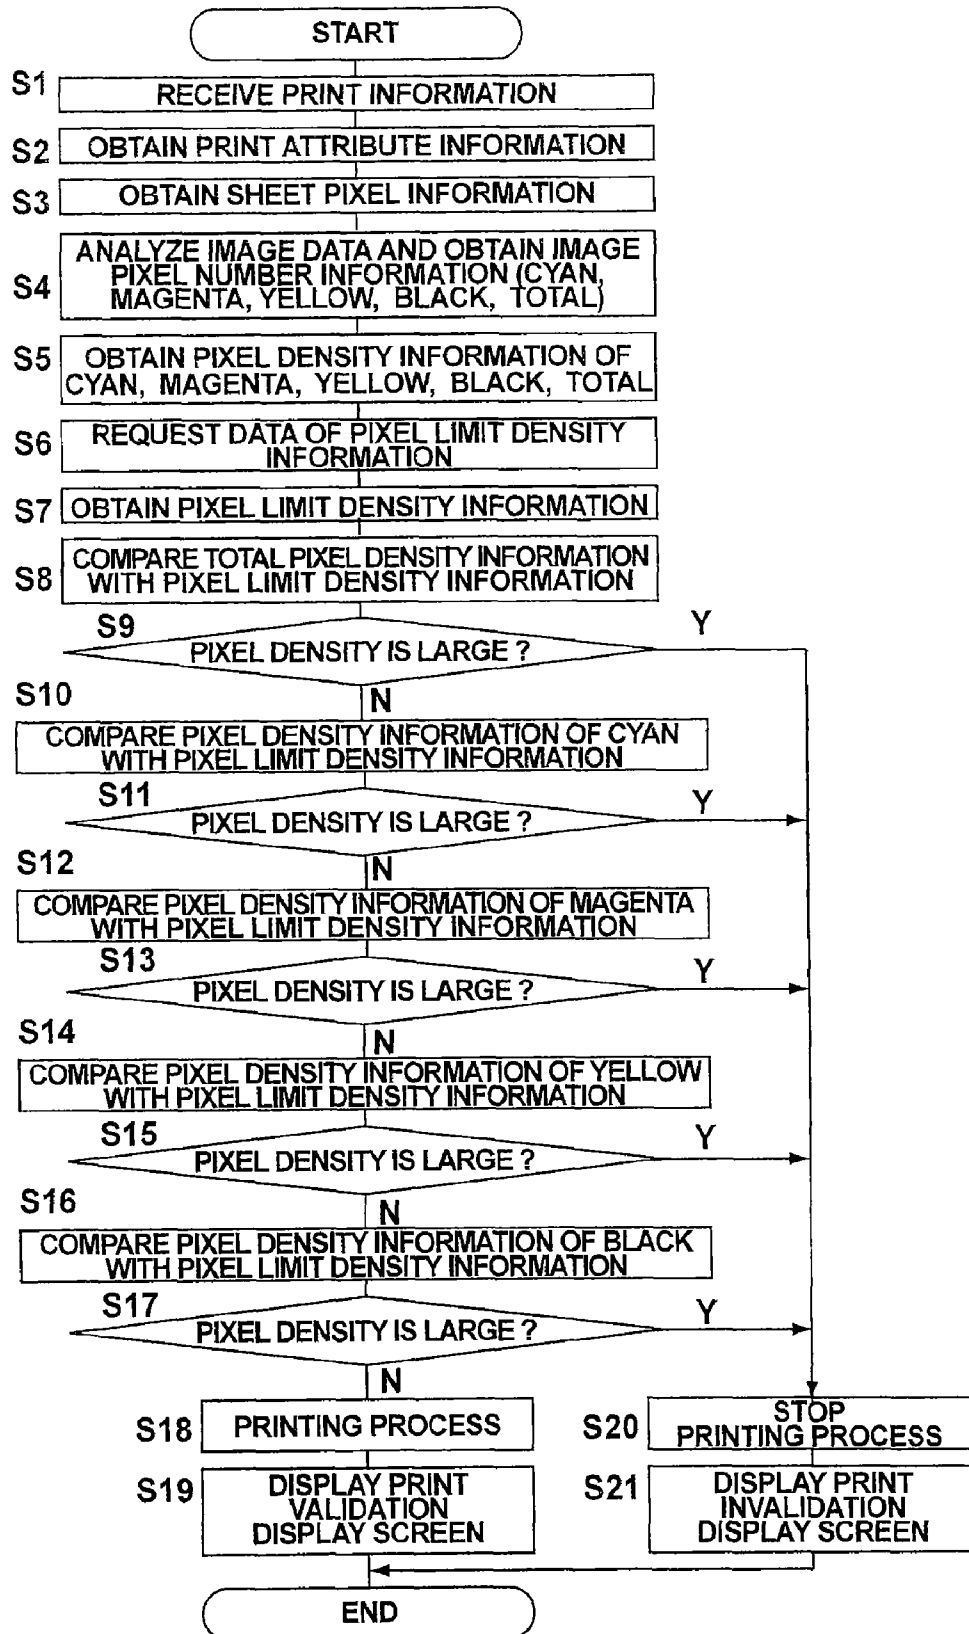 START
S1
RECEIVE PRINT INFORMATION
S2
OBTAIN PRINT ATTRIBUTE INFORMATION
S3
OBTAIN SHEET PIXEL INFORMATION
S4
ANALYZE IMAGE DATA AND OBTAIN IMAGE
PIXEL NUMBER INFORMATION (CYAN,
MAGENTA, YELLOW, BLACK, TOTAL)
S5
OBTAIN PIXEL DENSITY INFORMATION OF
CYAN, MAGENTA, YELLOW, BLACK, TOTAL
S6
REQUEST DATA OF PIXEL LIMIT DENSITY
INFORMATION
S7
OBTAIN PIXEL LIMIT DENSITY INFORMATION
S8
COMPARE TOTAL PIXEL DENSITY INFORMATION
WITH PIXEL LIMIT DENSITY INFORMATION
S9
PIXEL DENSITY IS LARGE ?
Y
N
S10
COMPARE PIXEL DENSITY INFORMATION OF CYAN
WITH PIXEL LIMIT DENSITY INFORMATION
S11
PIXEL DENSITY IS LARGE ?
Y
N
S12
COMPARE PIXEL DENSITY INFORMATION OF MAGENTA
WITH PIXEL LIMIT DENSITY INFORMATION
S13
PIXEL DENSITY IS LARGE ?
Y
N
S14
COMPARE PIXEL DENSITY INFORMATION OF YELLOW
WITH PIXEL LIMIT DENSITY INFORMATION
S15
PIXEL DENSITY IS LARGE ?
Y
N
S16
COMPARE PIXEL DENSITY INFORMATION OF BLACK
WITH PIXEL LIMIT DENSITY INFORMATION
S17
PIXEL DENSITY IS LARGE ?
Y
N
S18
PRINTING PROCESS
S19
DISPLAY PRINT
VALIDATION
DISPLAY SCREEN
S20
STOP
PRINTING PROCESS
S21
DISPLAY PRINT
INVALIDATION
DISPLAY SCREEN
END